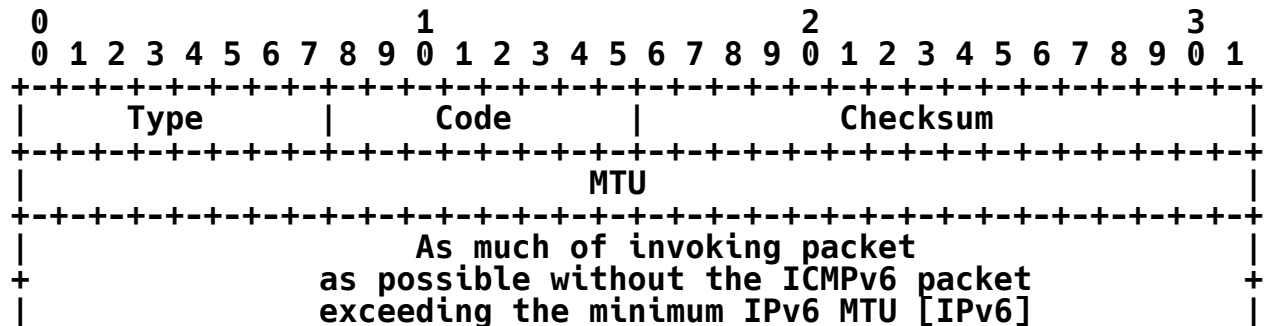 0                   1                   2                   3
 0 1 2 3 4 5 6 7 8 9 0 1 2 3 4 5 6 7 8 9 0 1 2 3 4 5 6 7 8 9 0 1
+-+-+-+-+-+-+-+-+-+-+-+-+-+-+-+-+-+-+-+-+-+-+-+-+-+-+-+-+-+-+-+-+
|     Type      |     Code      |          Checksum             |
+-+-+-+-+-+-+-+-+-+-+-+-+-+-+-+-+-+-+-+-+-+-+-+-+-+-+-+-+-+-+-+-+
|                             MTU                               |
+-+-+-+-+-+-+-+-+-+-+-+-+-+-+-+-+-+-+-+-+-+-+-+-+-+-+-+-+-+-+-+-+
|                    As much of invoking packet                 |
+               as possible without the ICMPv6 packet           +
|               exceeding the minimum IPv6 MTU [IPv6]           |